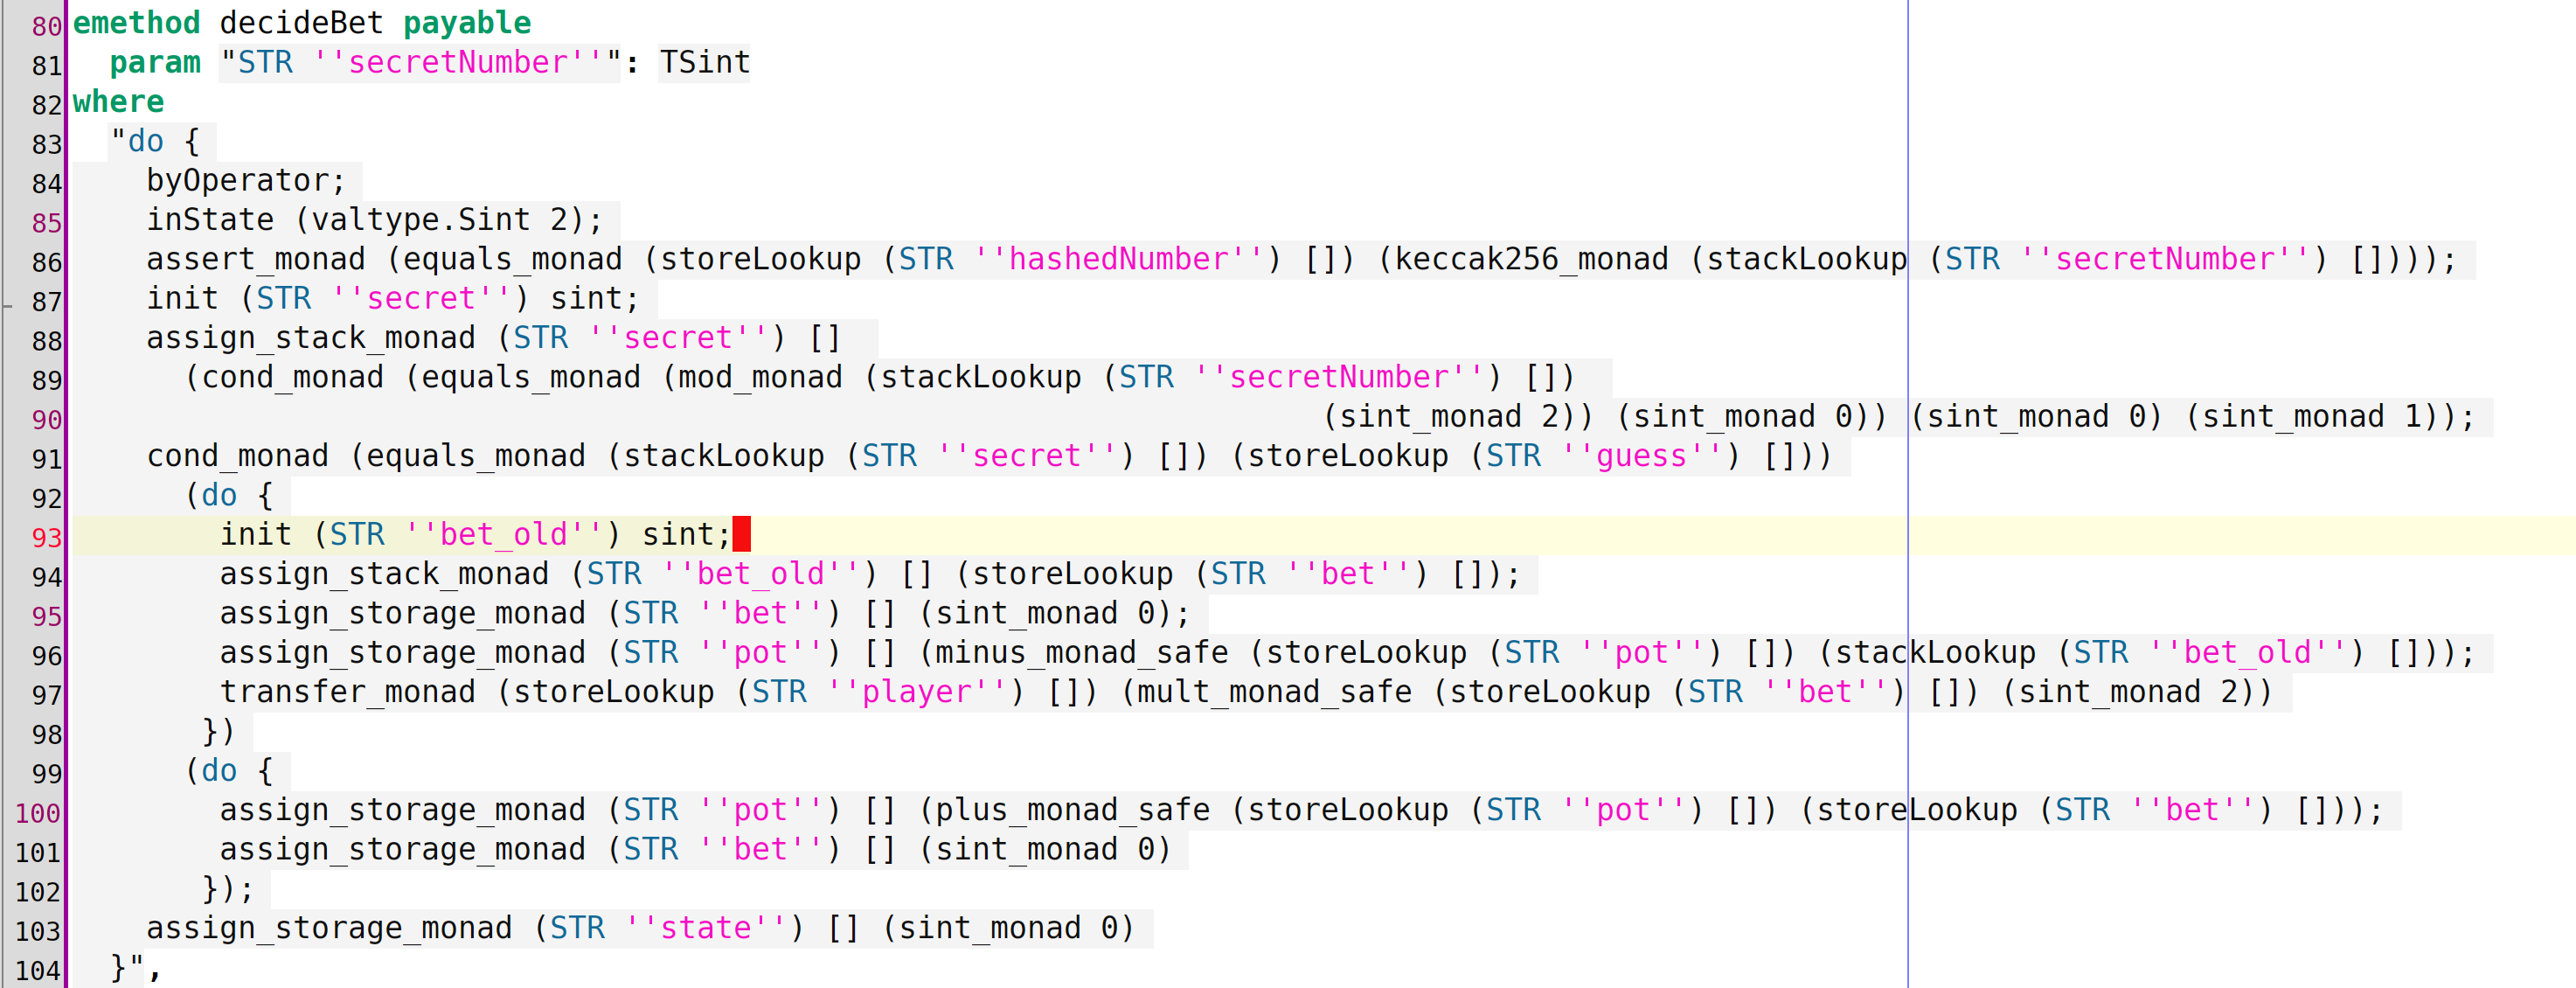 80 emethod decideBet payable
81   param "STR ''secretNumber''": TSint
82 where
83   "do {
84     byOperator;
85     inState (valtype.Sint 2);
86     assert_monad (equals_monad (storeLookup (STR ''hashedNumber'') []) (keccak256_monad (stackLookup (STR ''secretNumber'') [])));
87     init (STR ''secret'') sint;
88     assign_stack_monad (STR ''secret'') []
89       (cond_monad (equals_monad (mod_monad (stackLookup (STR ''secretNumber'') [])
90                                                                     (sint_monad 2)) (sint_monad 0)) (sint_monad 0) (sint_monad 1));
91     cond_monad (equals_monad (stackLookup (STR ''secret'') []) (storeLookup (STR ''guess'') []))
92       (do {
93         init (STR ''bet_old'') sint;
94         assign_stack_monad (STR ''bet_old'') [] (storeLookup (STR ''bet'') []);
95         assign_storage_monad (STR ''bet'') [] (sint_monad 0);
96         assign_storage_monad (STR ''pot'') [] (minus_monad_safe (storeLookup (STR ''pot'') []) (stackLookup (STR ''bet_old'') []));
97         transfer_monad (storeLookup (STR ''player'') []) (mult_monad_safe (storeLookup (STR ''bet'') []) (sint_monad 2))
98        })
99       (do {
100         assign_storage_monad (STR ''pot'') [] (plus_monad_safe (storeLookup (STR ''pot'') []) (storeLookup (STR ''bet'') []));
101         assign_storage_monad (STR ''bet'') [] (sint_monad 0)
102        });
103     assign_storage_monad (STR ''state'') [] (sint_monad 0)
104   }",